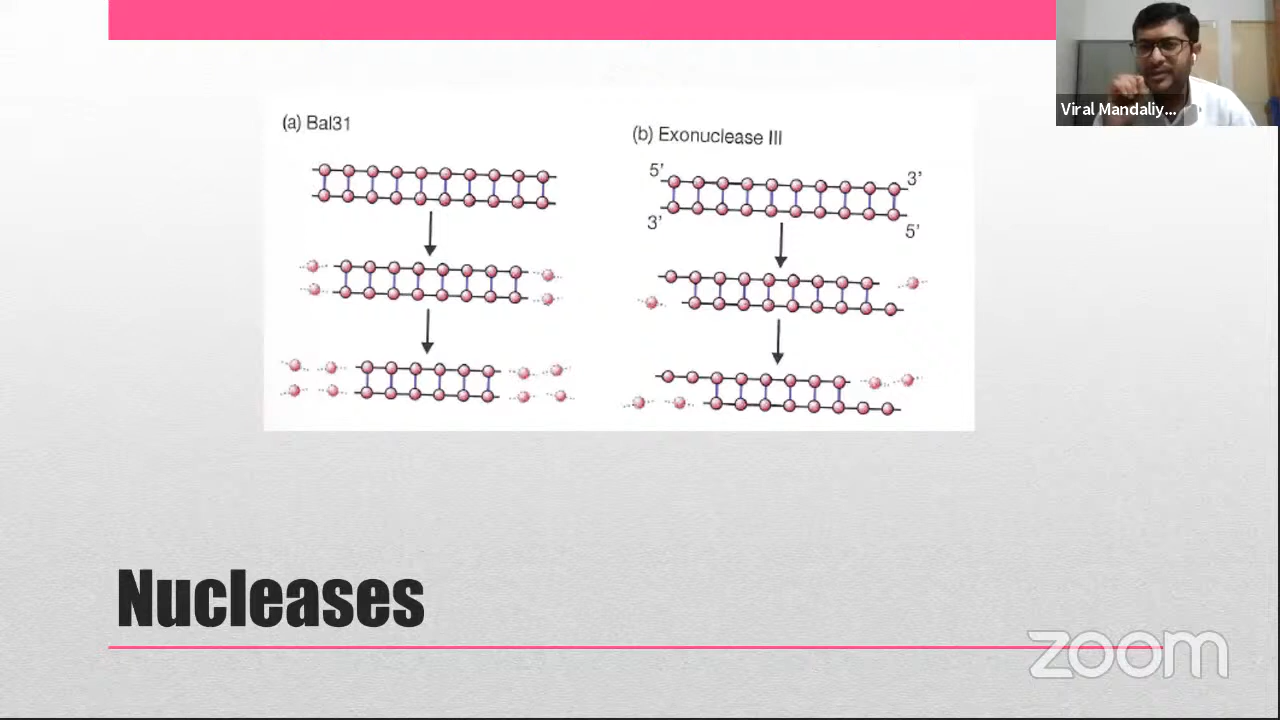 Viral Mandaliy...
(a) Bal31
(b) Exonuclease III
5’
3’
3’
5’
Nucleases
zoom